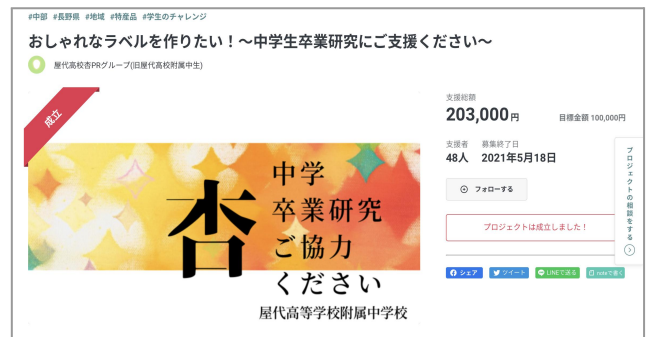 #中部 #長野県 #地域 #特産品 #学生のチャレンジ
おしゃれなラベルを作りたい！～中学生卒業研究にご支援ください～
屋代高校杏PRグループ(旧屋代高校附属中生)
成立
杏
中学
卒業研究
ご協力
ください
屋代高等学校附属中学校
支援総額
203,000円 目標金額 100,000円
支援者 募集終了日
48人 2021年5月18日
フォローする
プロジェクトは成立しました！
シェア ツイート LINEで送る noteで書く
プロジェクトの相談をする